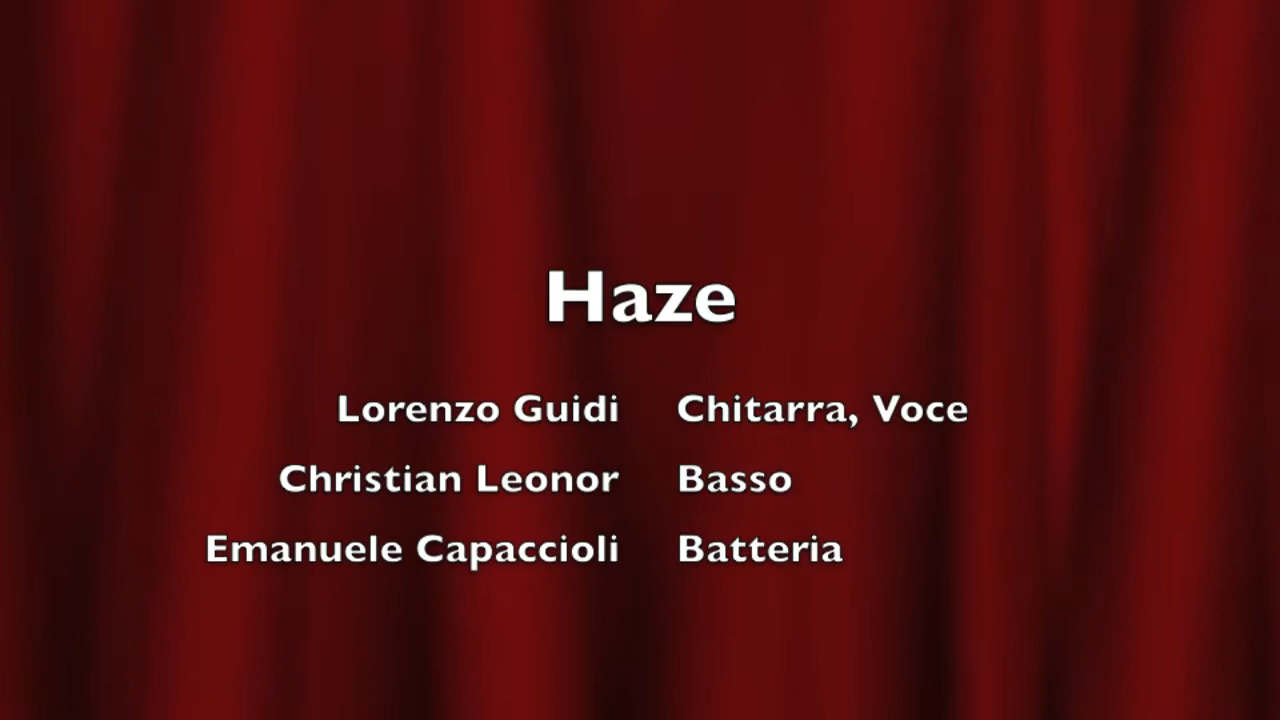 Haze
Lorenzo Guidi Chitarra, Voce
Christian Leonor Basso
Emanuele Capaccioli Batteria